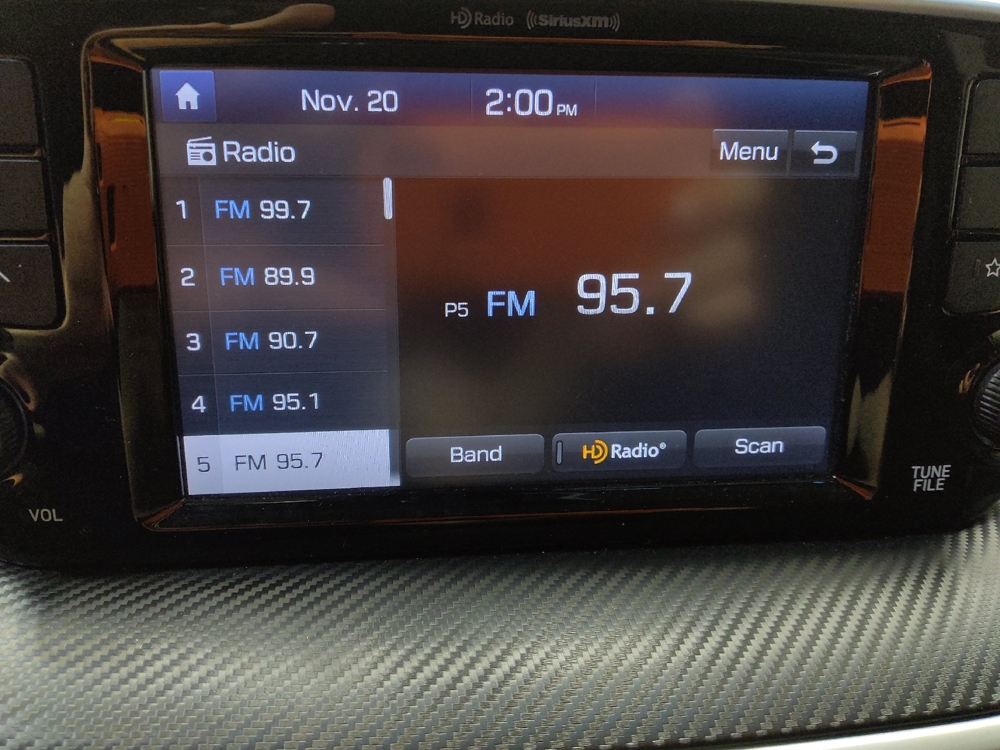 HD Radio ((SiriusXM))
Nov. 20 2:00 PM
Radio Menu
1 FM 99.7
2 FM 89.9
3 FM 90.7
4 FM 95.1
5 FM 95.7
P5 FM 95.7
Band HD Radio® Scan
VOL
TUNE
FILE